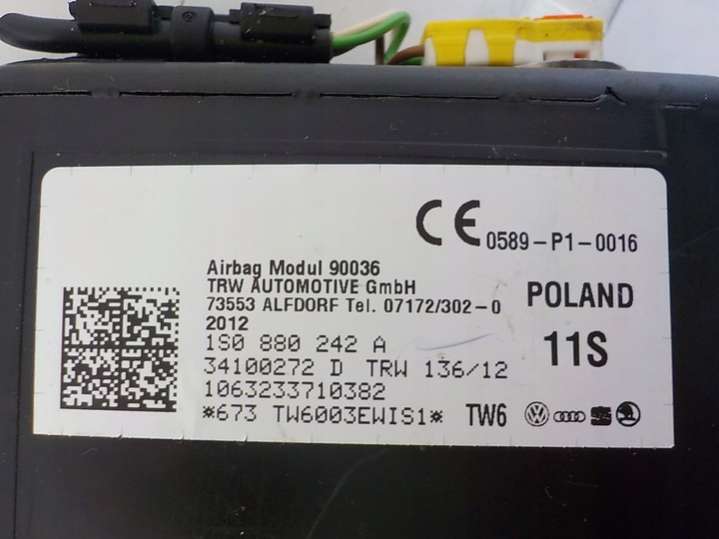 CE 0589-P1-0016
Airbag Modul 90036
TRW AUTOMOTIVE GmbH
73553 ALFDORF Tel. 07172/302-0
2012
POLAND
1S0 880 242 A
11S
34100272 D TRW 136/12
1063233710382
*673 TW6003EWIS1* TW6